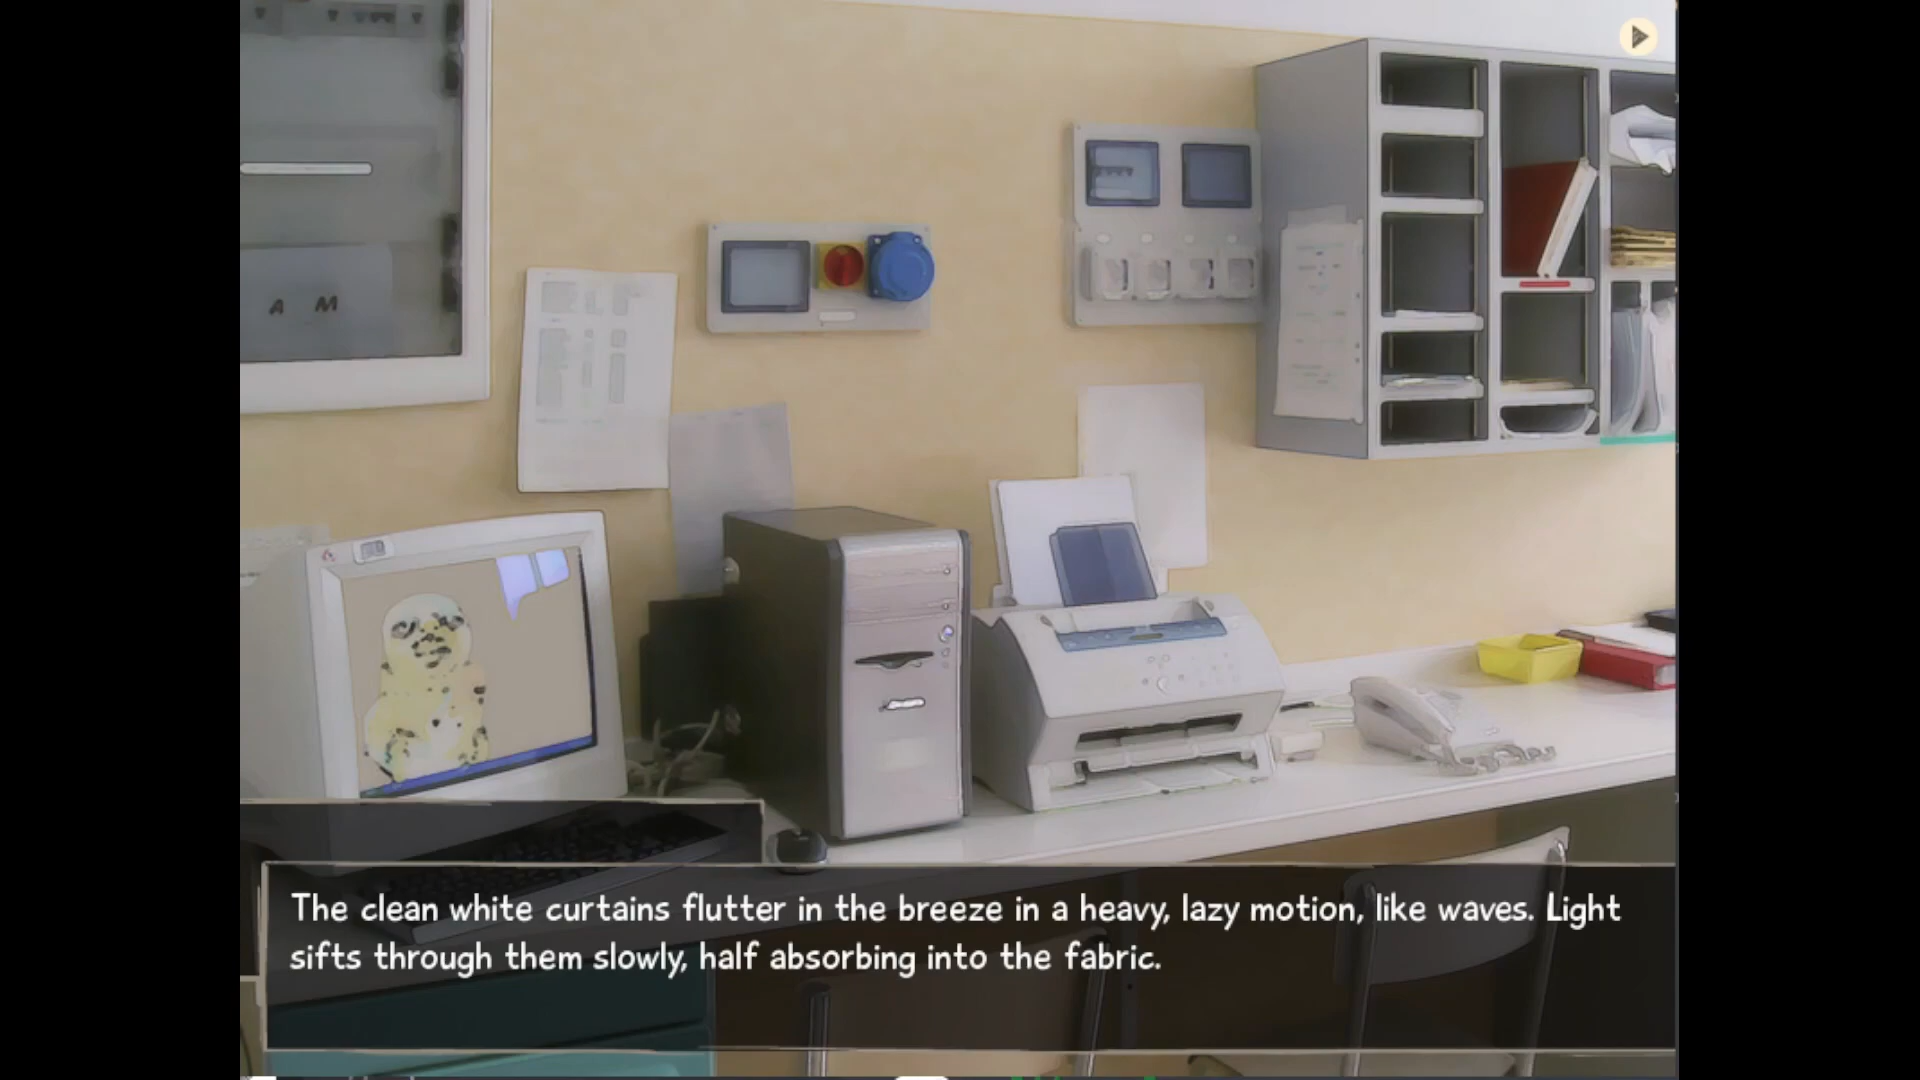 A M
The clean white curtains flutter in the breeze in a heavy, lazy motion, like waves. Light
sifts through them slowly, half absorbing into the fabric.